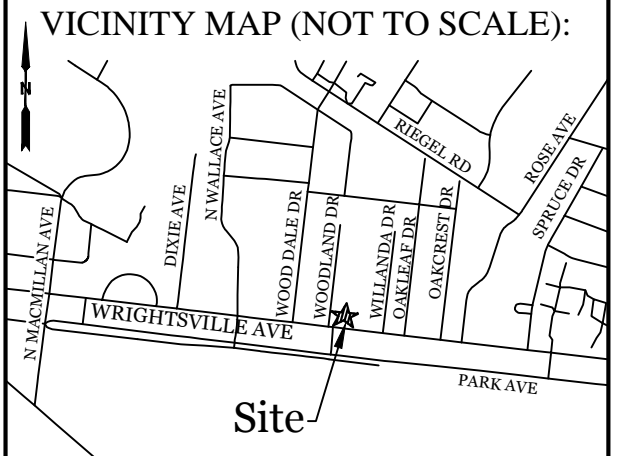 VICINITY MAP (NOT TO SCALE):
N
RIEGEL RD
ROSE AVE
SPRUCE DR
N WALLACE AVE
DIXIE AVE
N MACMILLAN AVE
WOOD DALE DR
WOODLAND DR
WILLANDA DR
OAKLEAF DR
OAKCREST DR
WRIGHTSVILLE AVE
PARK AVE
Site